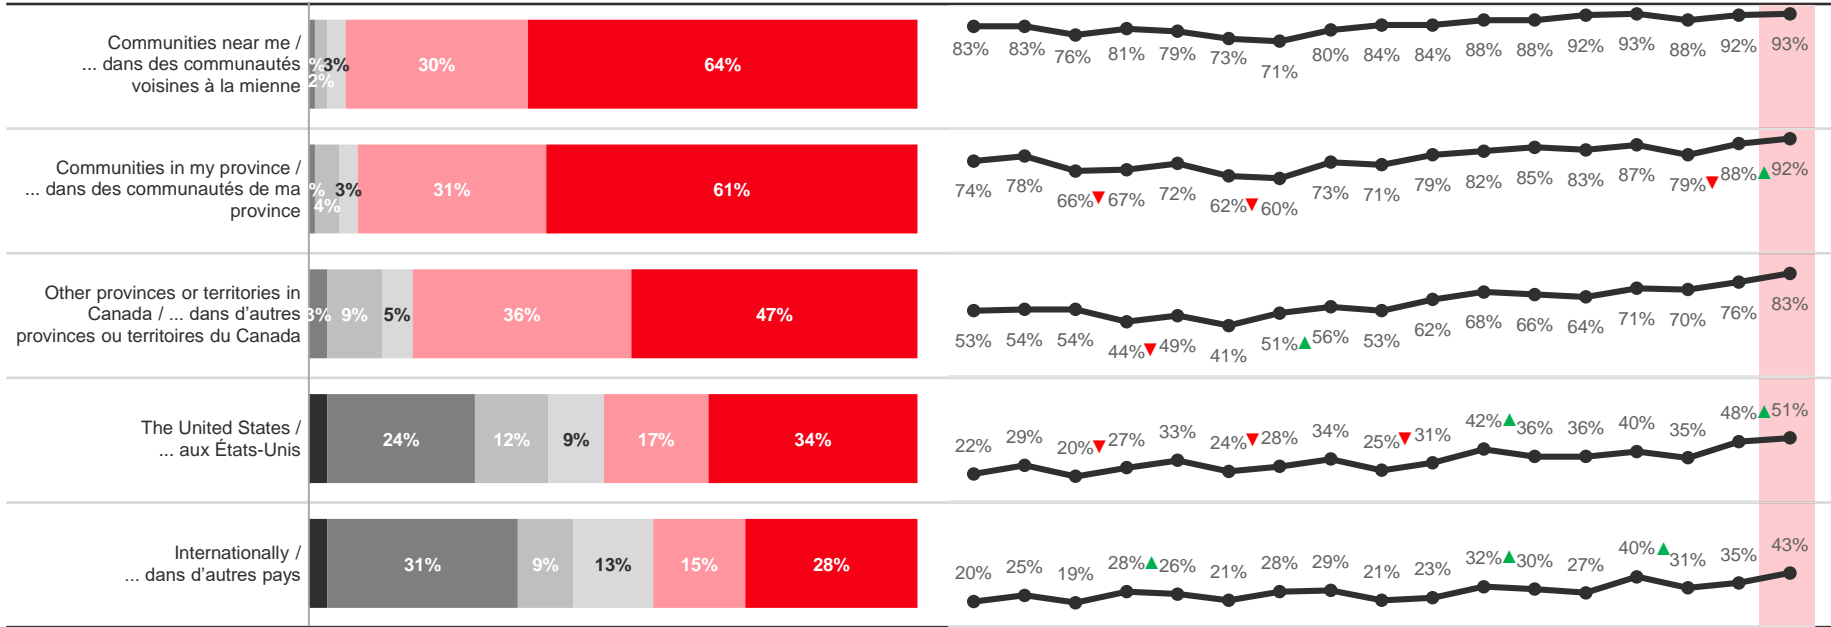 Communities near me /
... dans des communautés
voisines à la mienne
%
2%
3%
30%
64%
83% 83% 76% 81% 79% 73% 71% 80% 84% 84% 88% 88% 92% 93% 88% 92% 93%
Communities in my province /
... dans des communautés de ma
province
%
4%
3%
31%
61%
74% 78% 66% 67% 72% 62% 60% 73% 71% 79% 82% 85% 83% 87% 79% 88% 92%
Other provinces or territories in
Canada / ... dans d'autres
provinces ou territoires du Canada
3% 9% 5% 36% 47%
53% 54% 54% 44% 49% 41% 51% 56% 53% 62% 68% 66% 64% 71% 70% 76% 83%
The United States /
... aux États-Unis
24% 12% 9% 17% 34%
22% 29% 20% 27% 33% 24% 28% 34% 25% 31% 42% 36% 36% 40% 35% 48% 51%
Internationally /
... dans d'autres pays
31% 9% 13% 15% 28%
20% 25% 19% 28% 26% 21% 28% 29% 21% 23% 32% 30% 27% 40% 31% 35% 43%